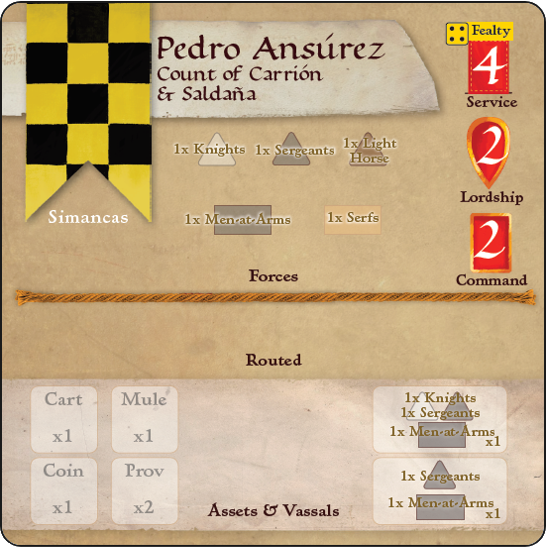 Pedro Ansúrez
Count of Carrión
& Saldaña
Fealty
4
Service
1x Knights
1x Sergeants
1x Light
Horse
2
Lordship
Simancas
1x Men-at-Arms
1x Serfs
2
Command
Forces
Routed
Cart
x1
Mule
x1
1x Knights
1x Sergeants
1x Men-at-Arms
x1
Coin
x1
Prov
x2
1x Sergeants
1x Men-at-Arms
x1
Assets & Vassals